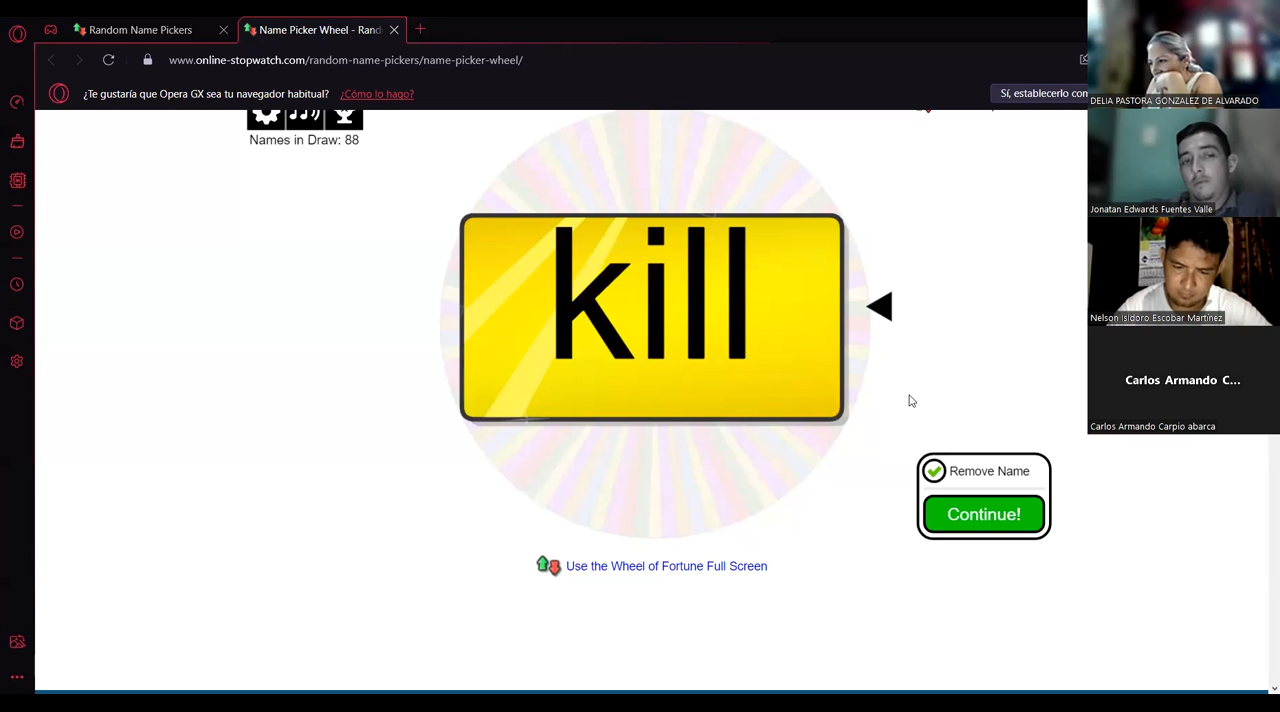 Random Name Pickers
Name Picker Wheel - Rand
www.online-stopwatch.com/random-name-pickers/name-picker-wheel/
¿Te gustaría que Opera GX sea tu navegador habitual? ¿Cómo lo hago?
Sí, establecerlo com
Names in Draw: 88
kill
Remove Name
Continue!
Use the Wheel of Fortune Full Screen
DELIA PASTORA GONZALEZ DE ALVARADO
Jonatan Edwards Fuentes Valle
Nelson Isidoro Escobar Martínez
Carlos Armando C...
Carlos Armando Carpio abarca